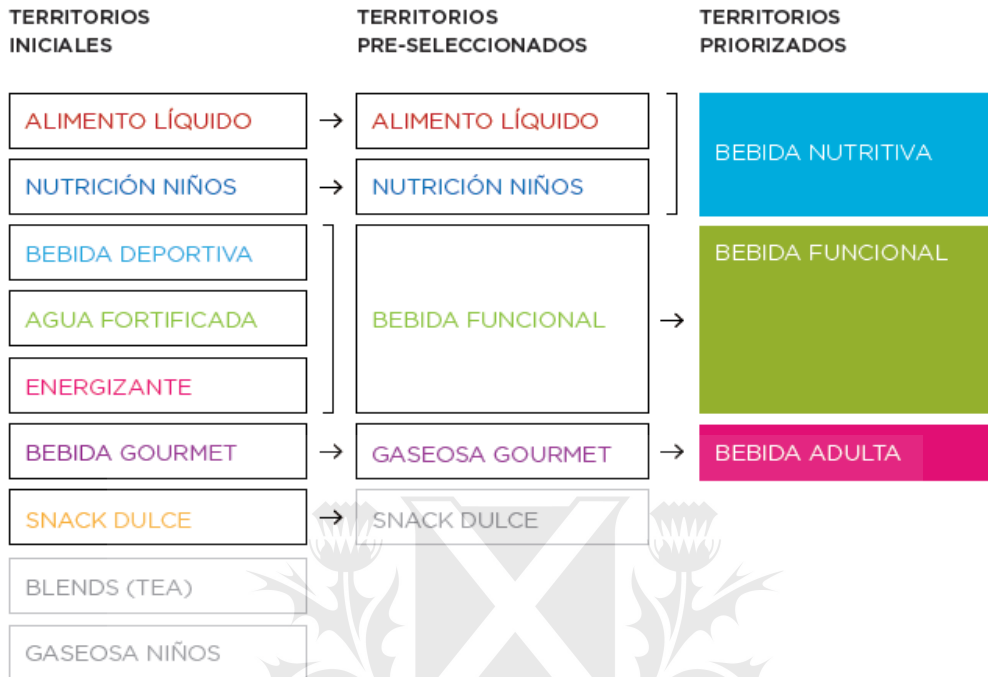 TERRITORIOS
INICIALES
TERRITORIOS
PRE-SELECCIONADOS
TERRITORIOS
PRIORIZADOS
ALIMENTO LÍQUIDO
NUTRICIÓN NIÑOS
BEBIDA DEPORTIVA
AGUA FORTIFICADA
ENERGIZANTE
BEBIDA GOURMET
SNACK DULCE
BLENDS (TEA)
GASEOSA NIÑOS
ALIMENTO LÍQUIDO
NUTRICIÓN NIÑOS
BEBIDA FUNCIONAL
GASEOSA GOURMET
SNACK DULCE
BEBIDA NUTRITIVA
BEBIDA FUNCIONAL
BEBIDA ADULTA